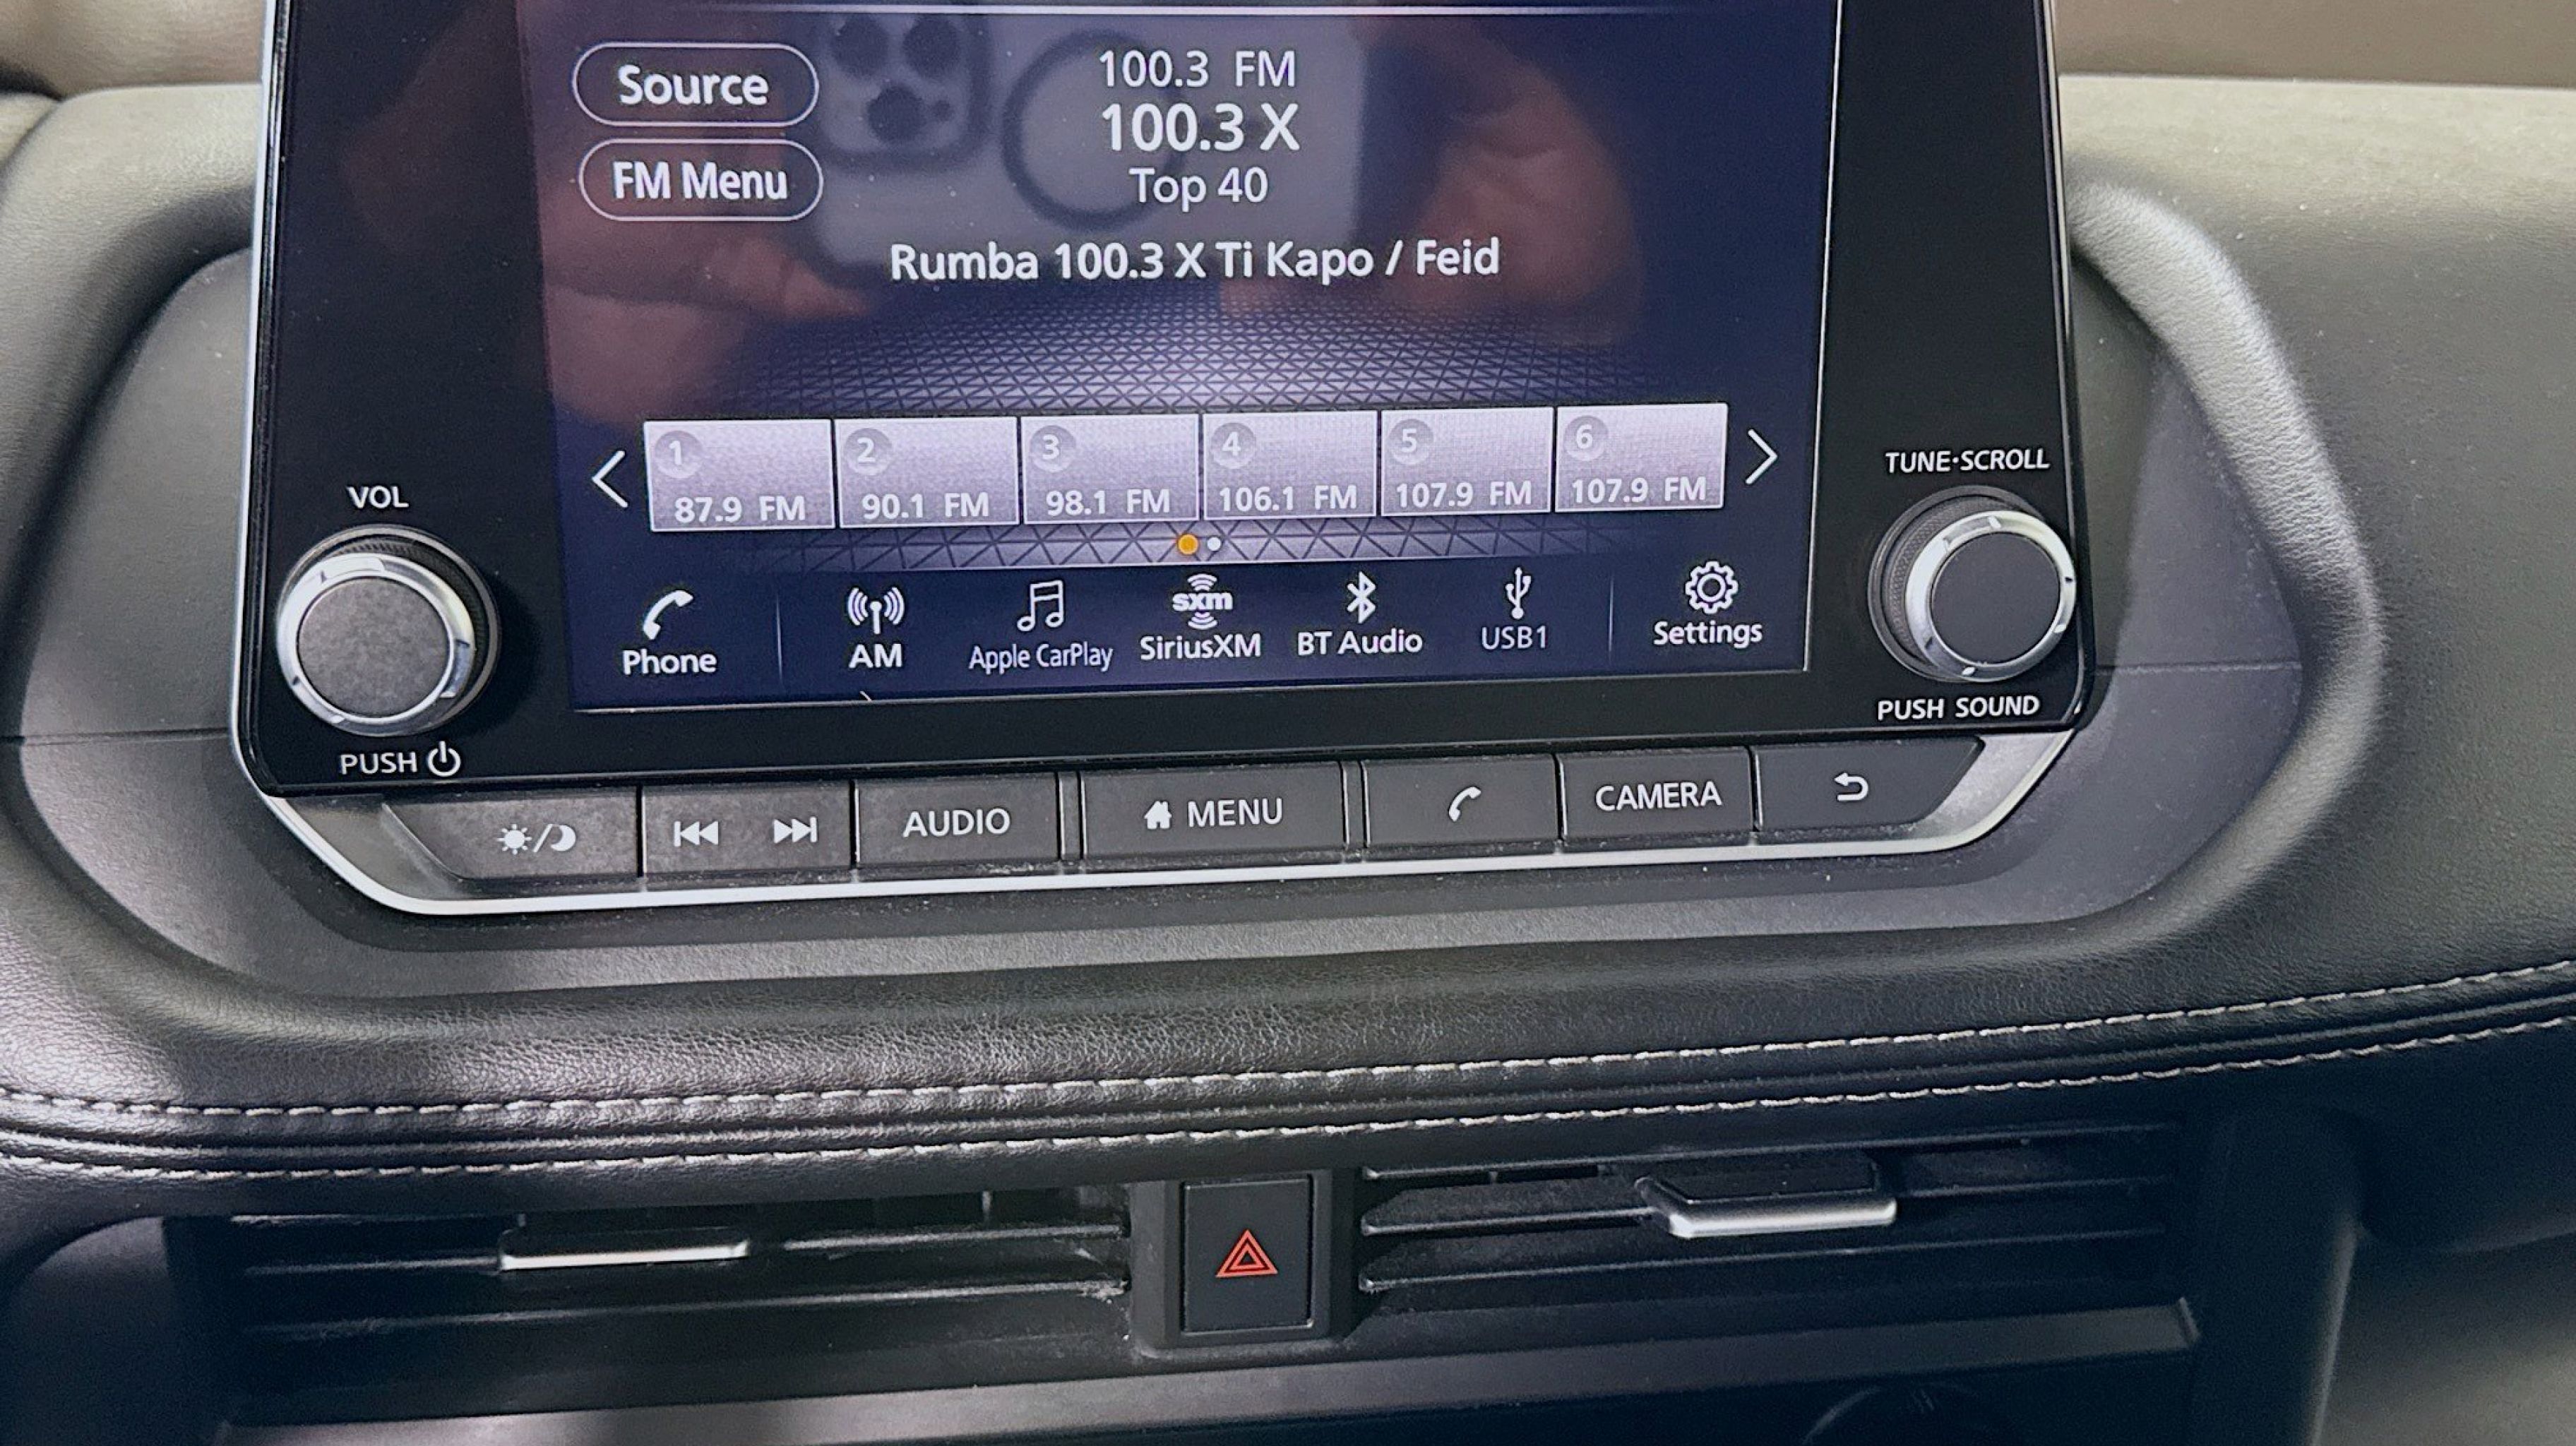 Source
100.3 FM
100.3 X
FM Menu
Top 40
Rumba 100.3 X Ti Kapo / Feid
1 2 3 4 5 6
87.9 FM 90.1 FM 98.1 FM 106.1 FM 107.9 FM 107.9 FM
sxm
Phone AM Apple CarPlay SiriusXM BT Audio USB1 Settings
VOL
PUSH
TUNE·SCROLL
PUSH SOUND
AUDIO MENU CAMERA